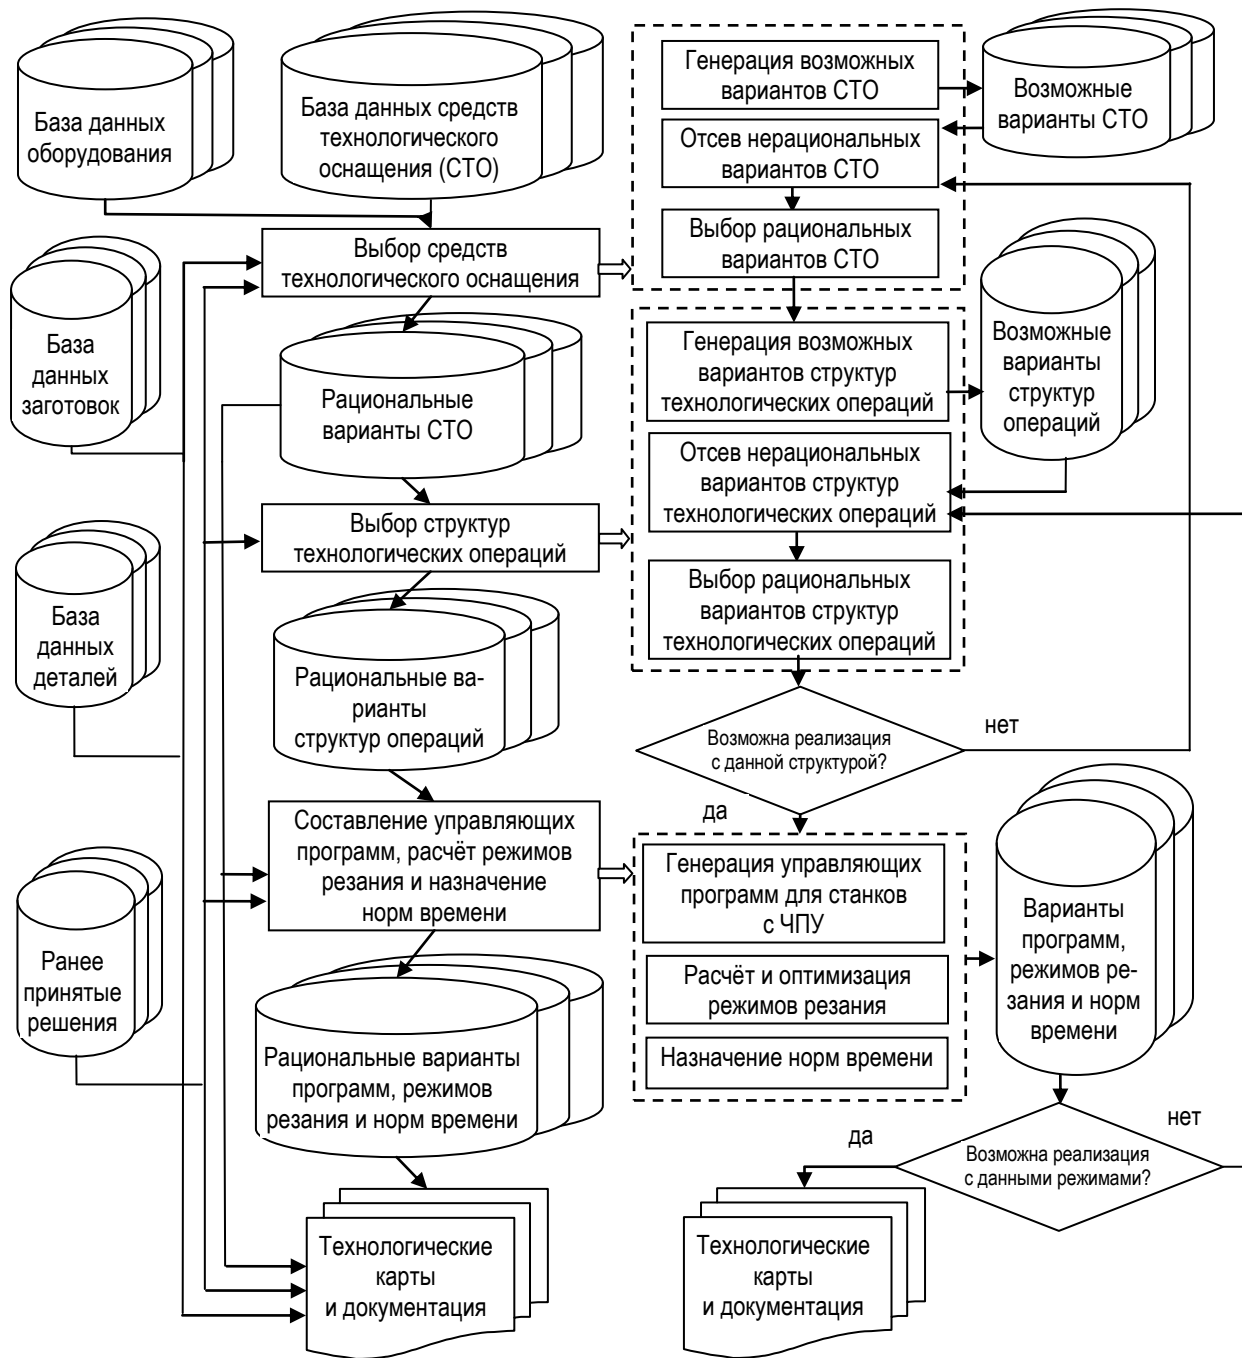 База данных
оборудования
База данных средств
технологического
оснащения (СТО)
Генерация возможных
вариантов СТО
Возможные
варианты СТО
Отсев нерациональных
вариантов СТО
Выбор рациональных
вариантов СТО
Выбор средств
технологического оснащения
База
данных
заготовок
Рациональные
варианты СТО
Генерация возможных
вариантов структур
технологических операций
Возможные
варианты
структур
операций
Отсев нерациональных
вариантов структур
технологических операций
Выбор структур
технологических операций
Выбор рациональных
вариантов структур
технологических операций
База
данных
деталей
Рациональные ва-
рианты
структур операций
Возможна реализация
с данной структурой?
нет
да
Составление управляющих
программ, расчёт режимов
резания и назначение
норм времени
Генерация управляющих
программ для станков
с ЧПУ
Расчёт и оптимизация
режимов резания
Назначение норм времени
Варианты
программ,
режимов ре-
зания и норм
времени
Ранее
принятые
решения
Рациональные варианты
программ, режимов
резания и норм времени
да
нет
Возможна реализация
с данными режимами?
Технологические
карты
и документация
Технологические
карты
и документация